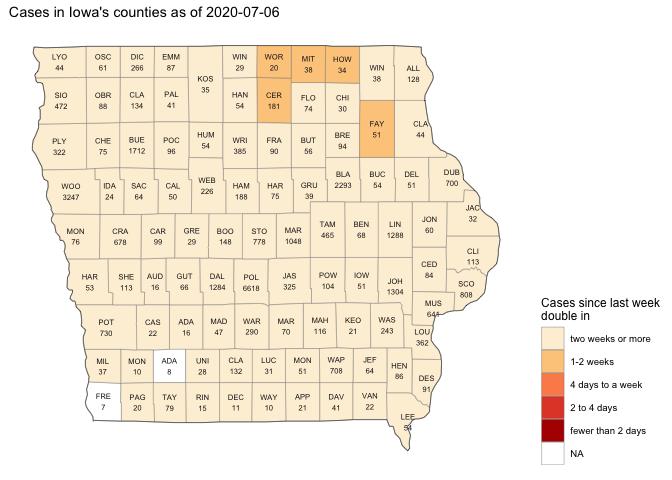 Cases in Iowa's counties as of 2020-07-06
LYO
44
OSC
61
DIC
266
EMM
87
KOS
35
WIN
29
WOR
20
MIT
38
HOW
34
WIN
38
ALL
128
SIO
472
OBR
88
CLA
134
PAL
41
HAN
54
CER
181
FLO
74
CHI
30
FAY
51
CLA
44
PLY
322
CHE
75
BUE
1712
POC
96
HUM
54
WRI
385
FRA
90
BUT
56
BRE
94
WOO
3247
IDA
24
SAC
64
CAL
50
WEB
226
HAM
188
HAR
75
GRU
39
BLA
2293
BUC
54
DEL
51
DUB
700
JAC
32
MON
76
CRA
678
CAR
99
GRE
29
BOO
148
STO
778
MAR
1048
TAM
465
BEN
68
LIN
1288
JON
60
CLI
113
HAR
53
SHE
113
AUD
16
GUT
66
DAL
1284
POL
6618
JAS
325
POW
104
IOW
51
JOH
1304
CED
84
SCO
808
MUS
641
POT
730
CAS
22
ADA
16
MAD
47
WAR
290
MAR
70
MAH
116
KEO
21
WAS
243
LOU
362
MIL
37
MON
10
ADA
8
UNI
28
CLA
132
LUC
31
MON
51
WAP
708
JEF
64
HEN
86
DES
91
FRE
7
PAG
20
TAY
79
RIN
15
DEC
11
WAY
10
APP
21
DAV
41
VAN
22
LEE
54
Cases since last week
double in
two weeks or more
1-2 weeks
4 days to a week
2 to 4 days
fewer than 2 days
NA